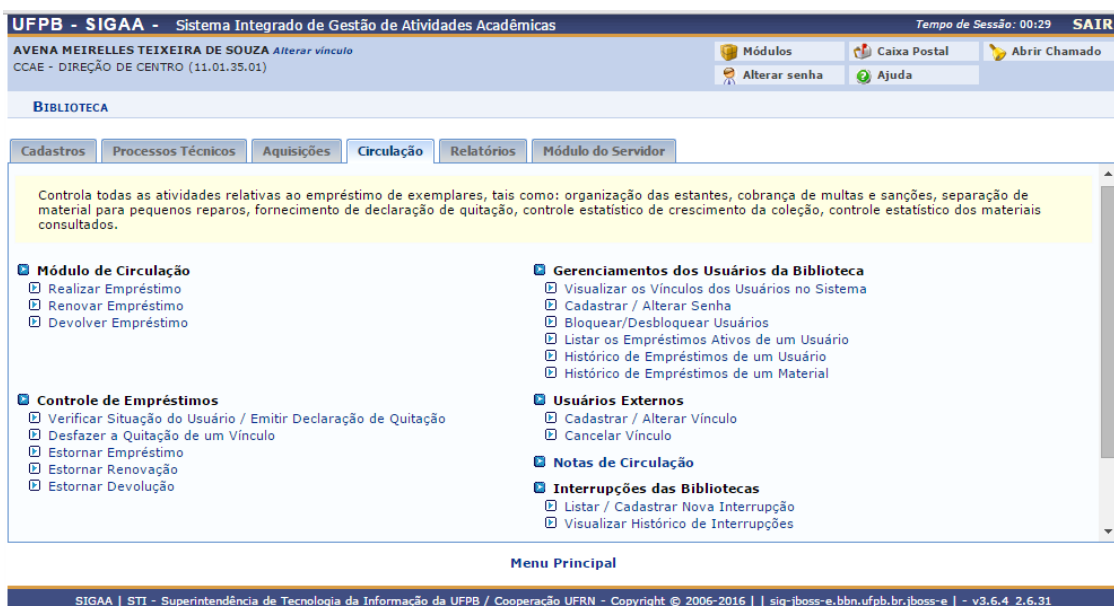 UFPB - SIGAA - Sistema Integrado de Gestão de Atividades Acadêmicas
Tempo de Sessão: 00:29 SAIR
AVENA MEIRELLES TEIXEIRA DE SOUZA Alterar vínculo
CCAE - DIREÇÃO DE CENTRO (11.01.35.01)
Módulos
Caixa Postal
Abrir Chamado
Alterar senha
Ajuda
BIBLIOTECA
Cadastros
Processos Técnicos
Aquisições
Circulação
Relatórios
Módulo do Servidor
Controla todas as atividades relativas ao empréstimo de exemplares, tais como: organização das estantes, cobrança de multas e sanções, separação de
material para pequenos reparos, fornecimento de declaração de quitação, controle estatístico de crescimento da coleção, controle estatístico dos materiais
consultados.
Módulo de Circulação
Realizar Empréstimo
Renovar Empréstimo
Devolver Empréstimo
Gerenciamentos dos Usuários da Biblioteca
Visualizar os Vínculos dos Usuários no Sistema
Cadastrar / Alterar Senha
Bloquear/Desbloquear Usuários
Listar os Empréstimos Ativos de um Usuário
Histórico de Empréstimos de um Usuário
Histórico de Empréstimos de um Material
Controle de Empréstimos
Verificar Situação do Usuário / Emitir Declaração de Quitação
Desfazer a Quitação de um Vínculo
Estornar Empréstimo
Estornar Renovação
Estornar Devolução
Usuários Externos
Cadastrar / Alterar Vínculo
Cancelar Vínculo
Notas de Circulação
Interrupções das Bibliotecas
Listar / Cadastrar Nova Interrupção
Visualizar Histórico de Interrupções
Menu Principal
SIGAA | STI - Superintendência de Tecnologia da Informação da UFPB / Cooperação UFRN - Copyright © 2006-2016 | | sig-jboss-e.bbn.ufpb.br.jboss-e | - v3.6.4_2.6.31